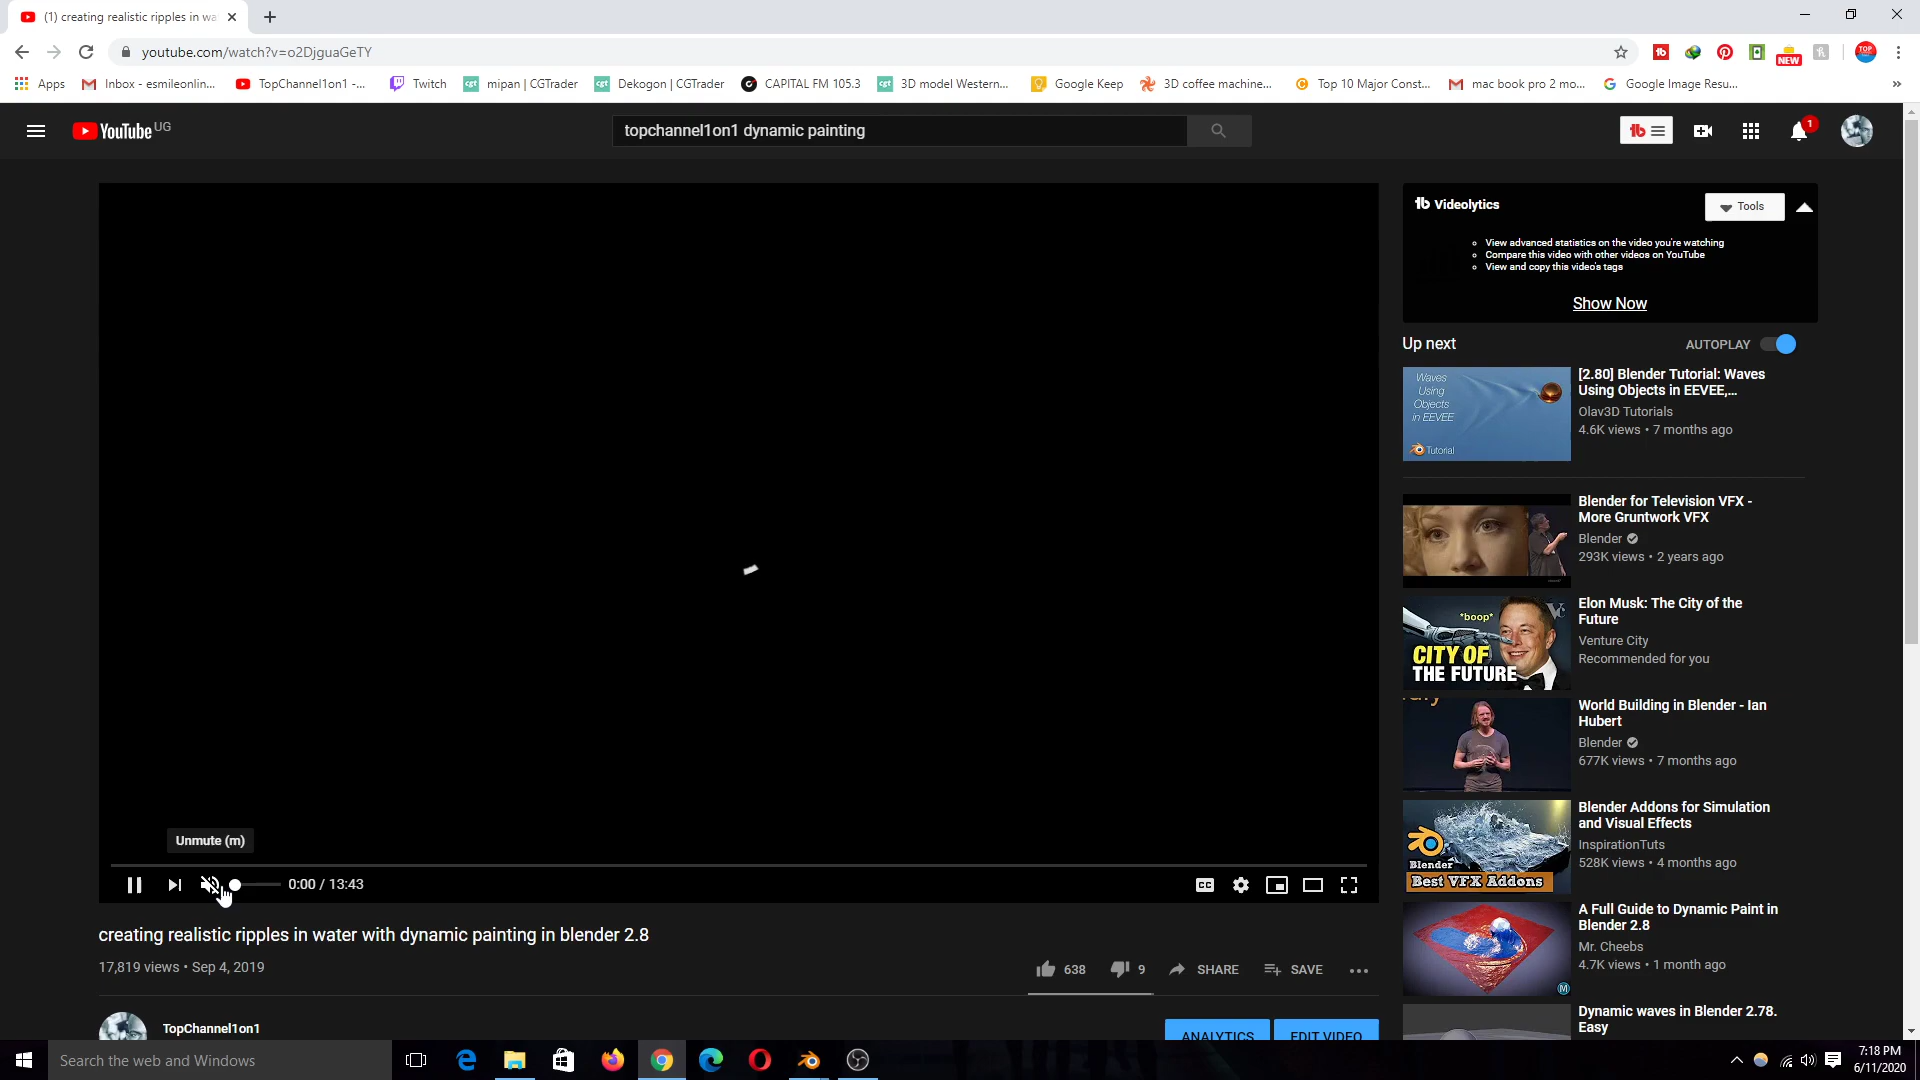 (1) creating realistic ripples in wa
youtube.com/watch?v=o2DjguaGeTY
Apps
Inbox - esmileonlin...
TopChannel1on1 -...
Twitch
mipan | CGTrader
Dekogon | CGTrader
CAPITAL FM 105.3
3D model Western...
Google Keep
3D coffee machine...
Top 10 Major Const...
mac book pro 2 mo...
Google Image Resu...
NEW
YouTube UG
topchannel1on1 dynamic painting
1
Videolytics
Tools
View advanced statistics on the video you're watching
Compare this video with other videos on YouTube
View and copy this video's tags
Show Now
Up next
AUTOPLAY
Waves
Using
Objects
in EEVEE
Tutorial
[2.80] Blender Tutorial: Waves
Using Objects in EEVEE,...
Olav3D Tutorials
4.6K views • 7 months ago
Blender for Television VFX -
More Gruntwork VFX
Blender
293K views • 2 years ago
*boop*
CITY OF
THE FUTURE
Elon Musk: The City of the
Future
Venture City
Recommended for you
World Building in Blender - Ian
Hubert
Blender
677K views • 7 months ago
Blender
Best VFX Addons
Blender Addons for Simulation
and Visual Effects
InspirationTuts
528K views • 4 months ago
A Full Guide to Dynamic Paint in
Blender 2.8
Mr. Cheebs
4.7K views • 1 month ago
Dynamic waves in Blender 2.78.
Easy
Unmute (m)
0:00 / 13:43
CC
creating realistic ripples in water with dynamic painting in blender 2.8
17,819 views • Sep 4, 2019
638
9
SHARE
SAVE
TopChannel1on1
ANALYTICS
EDIT VIDEO
Search the web and Windows
7:18 PM
6/11/2020